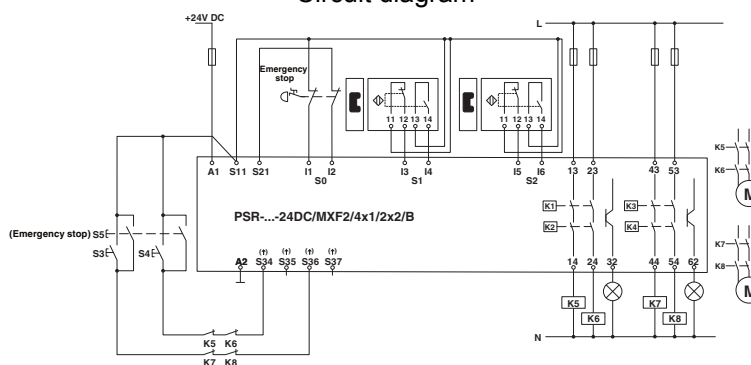 Circuit diagram
+24V DC
L
Emergency
stop
11 12 13 14
11 12 13 14
K5
K6
M
A1 S11 S21 I1 I2 I3 I4 I5 I6 13 23 43 53
S0 S1 S2
K1
K2
K3
K4
PSR-...-24DC/MXF2/4x1/2x2/B
(Emergency stop) S5
S3 S4
K7
K8
M
A2 S34 S35 S36 S37 14 24 32 44 54 62
K5 K7
K6 K8
N
K5 K6
K7 K8